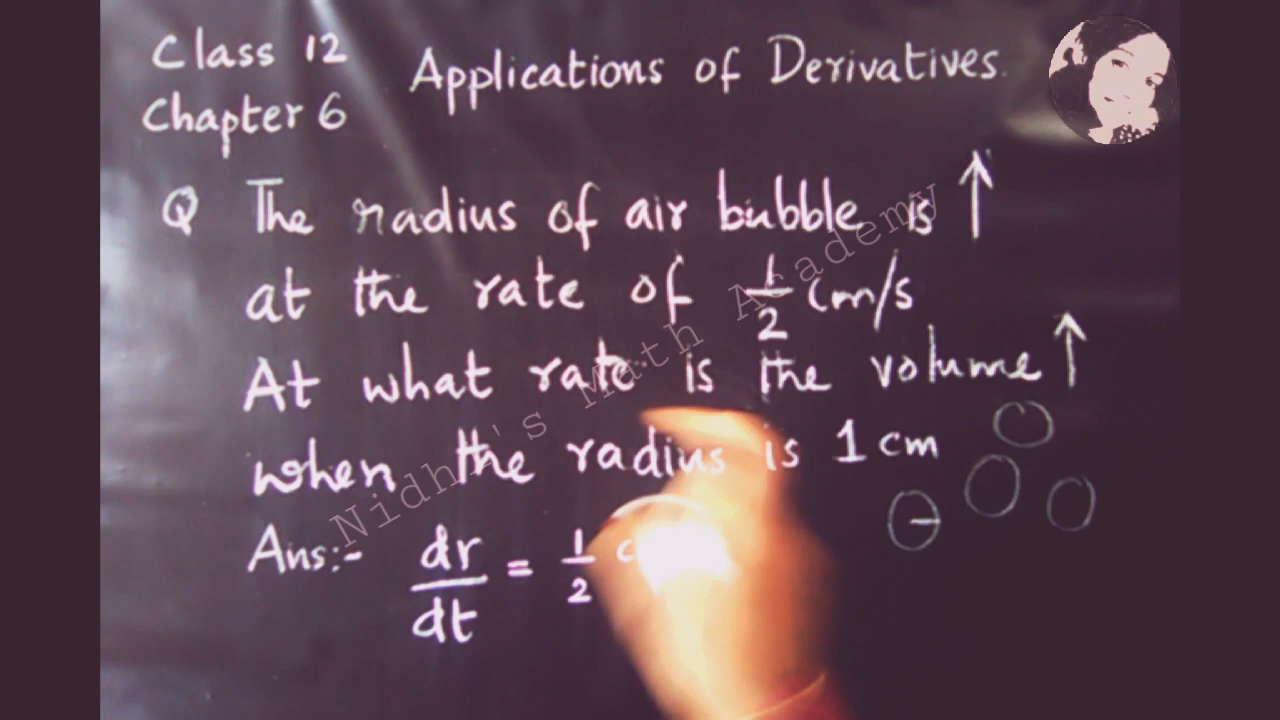 Class 12
Chapter 6
Applications of Derivatives.
Q The radius of air bubble is ↑
at the rate of 1/2 cm/s
At what rate is the volume ↑
when the radius is 1 cm
Ans:- dr/dt = 1/2 c
Nidhi's Math Academy